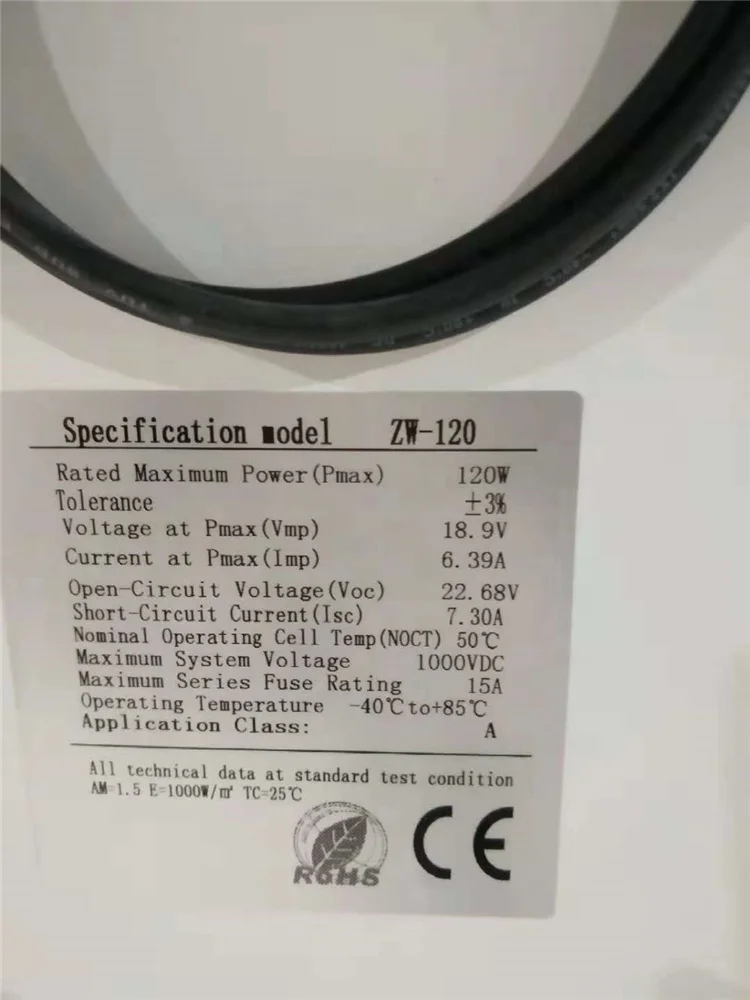 Specification model ZW-120
Rated Maximum Power(Pmax) 120W
Tolerance ±3%
Voltage at Pmax(Vmp) 18.9V
Current at Pmax(Imp) 6.39A
Open-Circuit Voltage(Voc) 22.68V
Short-Circuit Current(Isc) 7.30A
Nominal Operating Cell Temp(NOCT) 50℃
Maximum System Voltage 1000VDC
Maximum Series Fuse Rating 15A
Operating Temperature -40℃to+85℃
Application Class: A
All technical data at standard test condition
AM=1.5 E=1000W/㎡ TC=25℃
RoHS CE